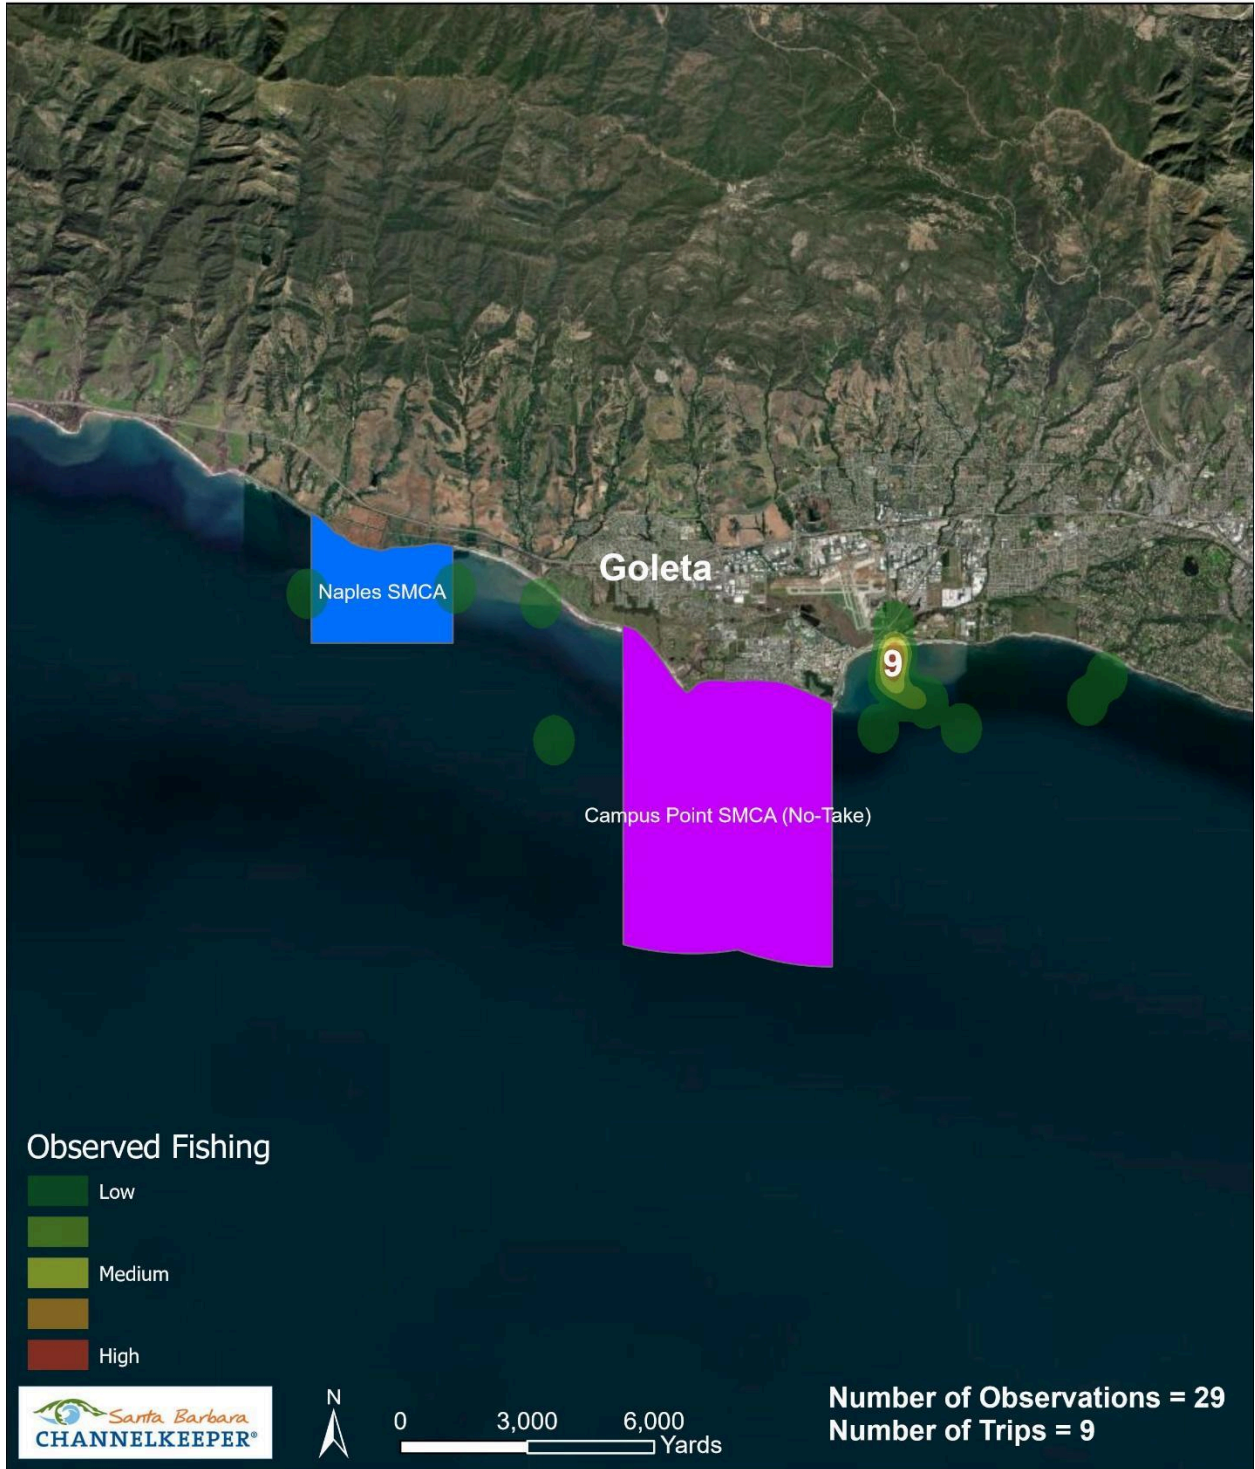 Goleta
Naples SMCA
9
Campus Point SMCA (No-Take)
Observed Fishing
Low
Medium
High
Santa Barbara
CHANNELKEEPER®
N
0 3,000 6,000
Yards
Number of Observations = 29
Number of Trips = 9